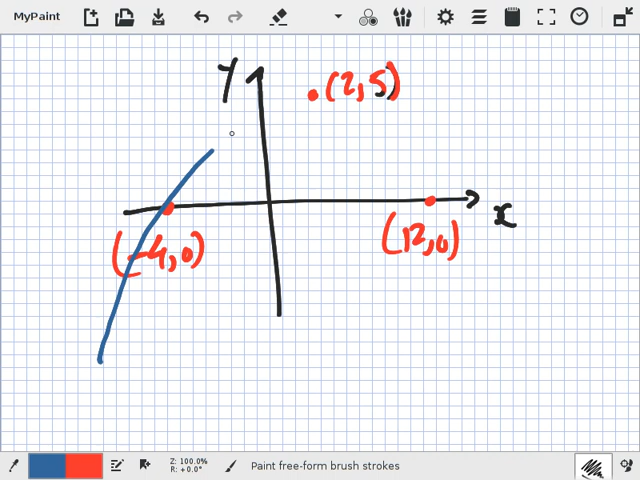 MyPaint
Y
(2,5)
x
(-4,0)
(12,0)
Z: 100.0%
R: +0.0°
Paint free-form brush strokes